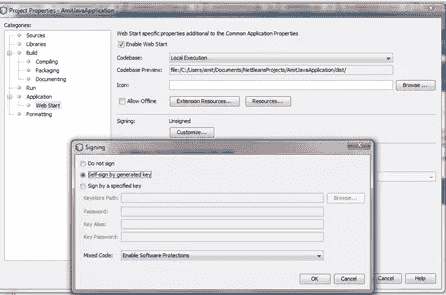 Project Properties - AmitJavaApplication
Categories:
Sources
Libraries
Build
Compiling
Packaging
Documenting
Run
Application
Web Start
Formatting
Web Start specific properties additional to the Common Application Properties
Enable Web Start
Codebase: Local Execution
Codebase Preview: file:/C:/Users/amit/Documents/NetBeansProjects/AmitJavaApplication/dist/
Icon: Browse ...
Allow Offline Extension Resources... Resources...
Signing: Unsigned
Customize...
Signing
Do not sign
Self-sign by generated key
Sign by a specified key
Keystore Path: Browse...
Password:
Key Alias:
Key Password:
Mixed Code: Enable Software Protections
OK Cancel
Cancel Help